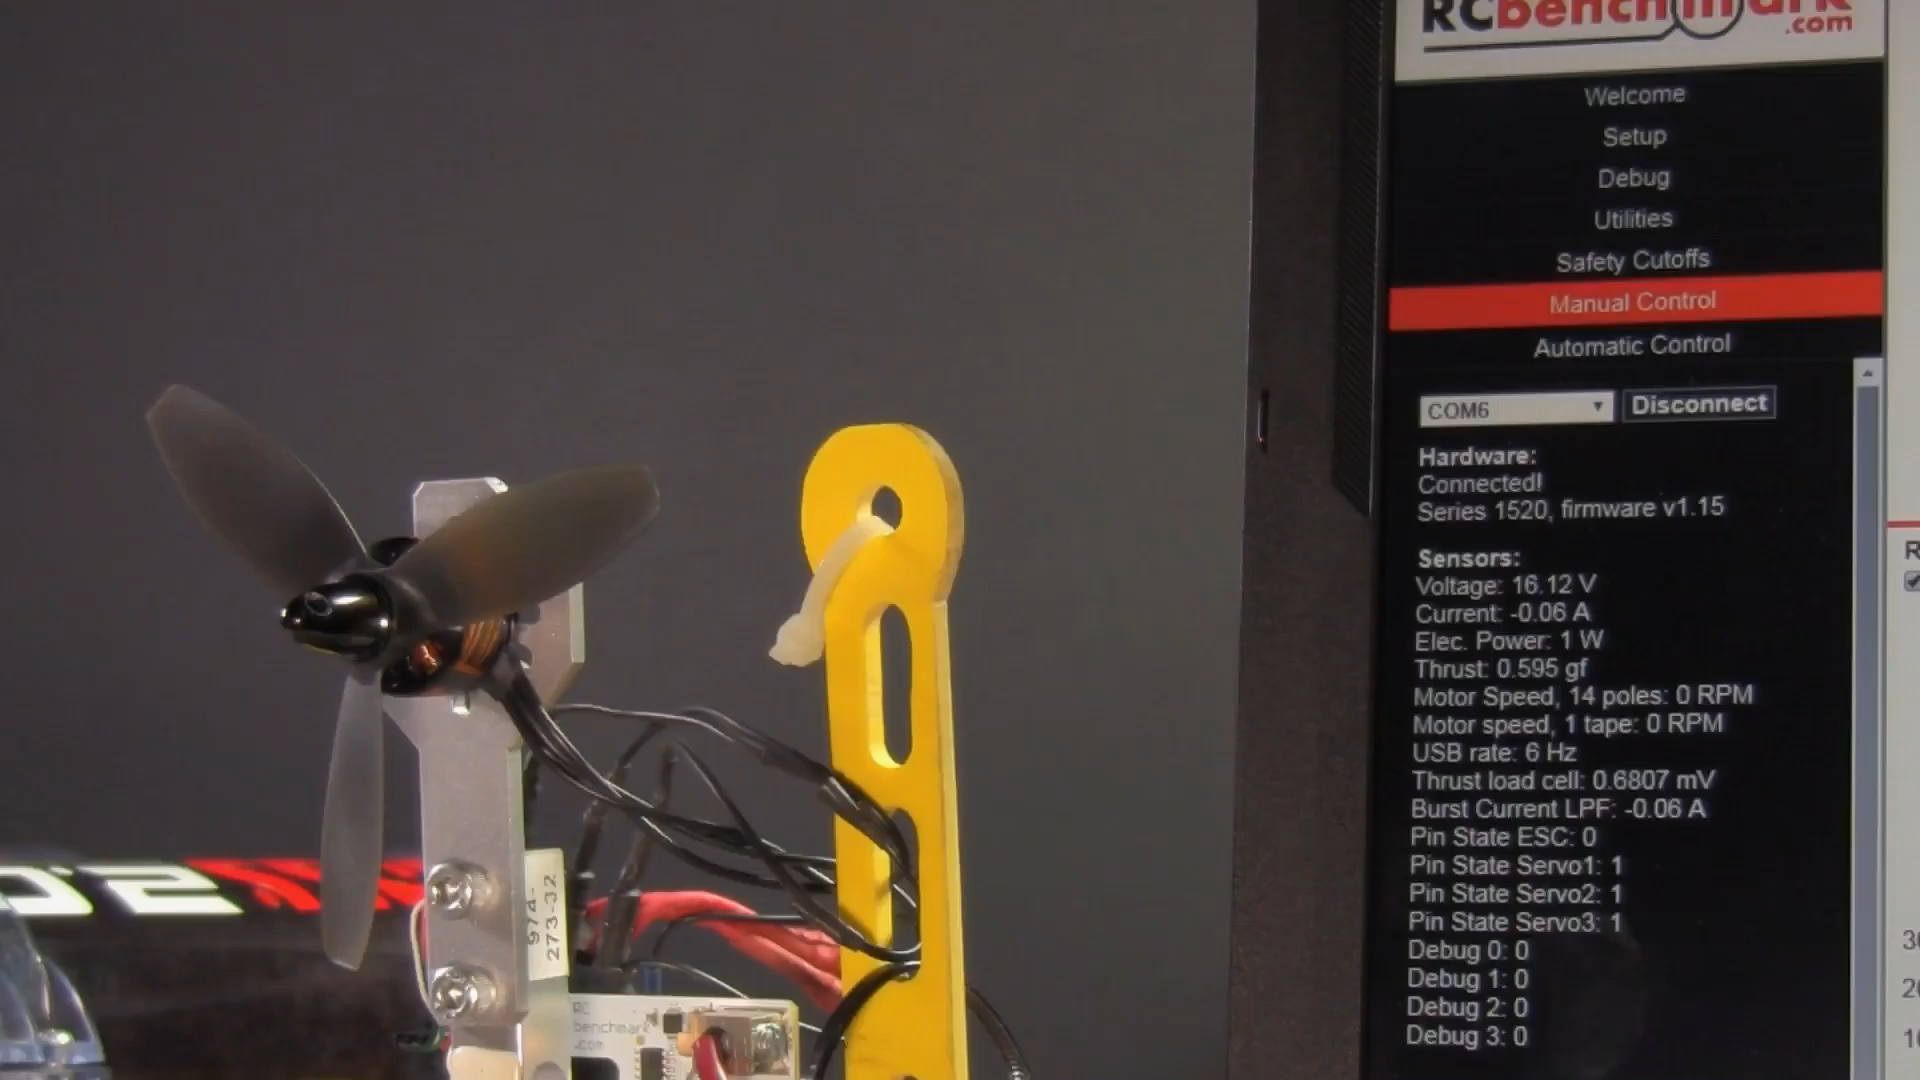 RCbenchmark
.com
Welcome
Setup
Debug
Utilities
Safety Cutoffs
Manual Control
Automatic Control
COM6
Disconnect
Hardware:
Connected!
Series 1520, firmware v1.15
Sensors:
Voltage: 16.12 V
Current: -0.06 A
Elec. Power: 1 W
Thrust: 0.595 gf
Motor Speed, 14 poles: 0 RPM
Motor speed, 1 tape: 0 RPM
USB rate: 6 Hz
Thrust load cell: 0.6807 mV
Burst Current LPF: -0.06 A
Pin State ESC: 0
Pin State Servo1: 1
Pin State Servo2: 1
Pin State Servo3: 1
Debug 0: 0
Debug 1: 0
Debug 2: 0
Debug 3: 0
974-
273-32
RC
benchmark
.com